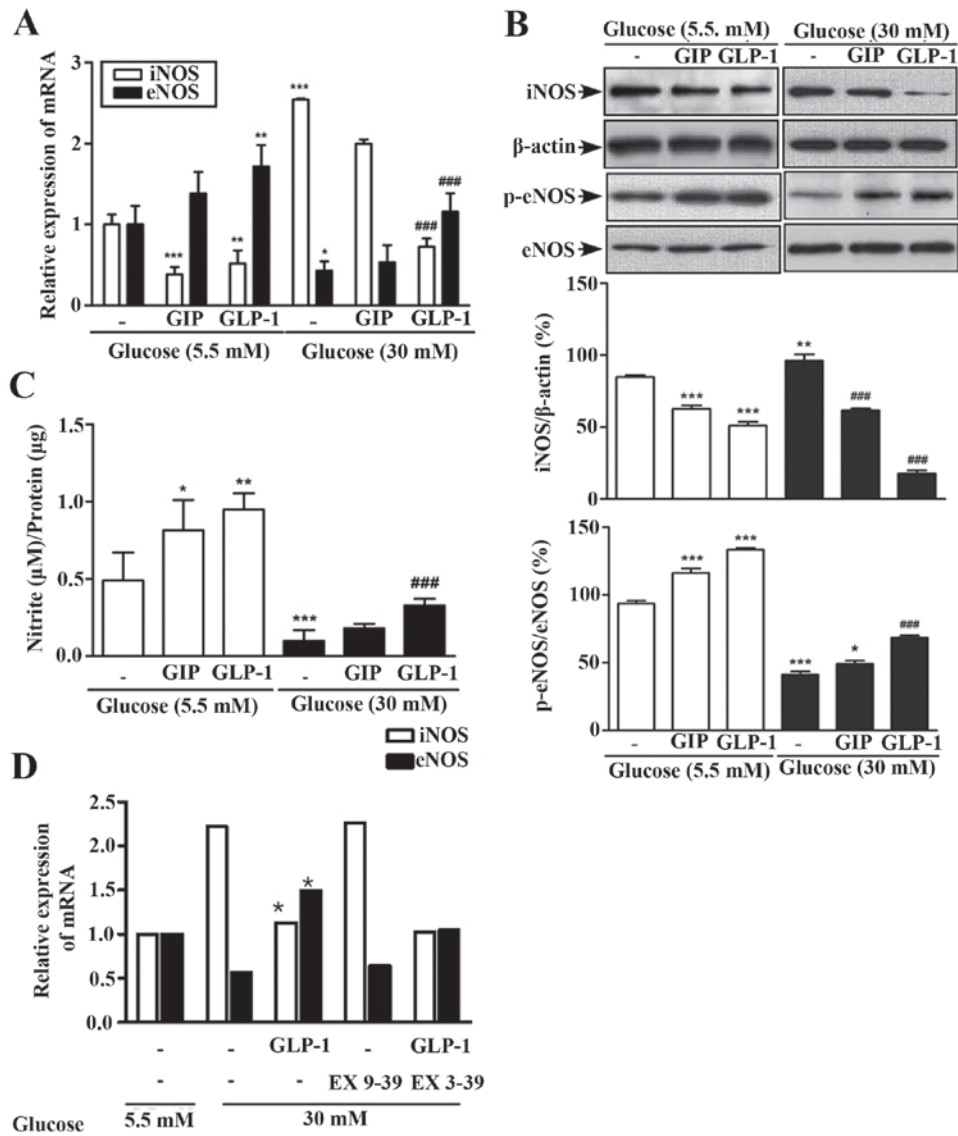 A
iNOS
eNOS
Relative expression of mRNA
3
2
1
0
***
**
***
**
*
###
###
- GIP GLP-1 - GIP GLP-1
Glucose (5.5 mM) Glucose (30 mM)
B
Glucose (5.5. mM) Glucose (30 mM)
- GIP GLP-1 - GIP GLP-1
iNOS
β-actin
p-eNOS
eNOS
iNOS/β-actin (%)
150
100
50
0
*** *** ** ### ###
p-eNOS/eNOS (%)
150
100
50
0
*** *** *** * ###
- GIP GLP-1 - GIP GLP-1
Glucose (5.5 mM) Glucose (30 mM)
C
Nitrite (µM)/Protein (µg)
1.5
1.0
0.5
0.0
* ** *** ###
- GIP GLP-1 - GIP GLP-1
Glucose (5.5 mM) Glucose (30 mM)
iNOS
eNOS
D
Relative expression
of mRNA
2.5
2.0
1.5
1.0
0.5
0.0
* *
- - GLP-1 - GLP-1
- - - EX 9-39 EX 3-39
Glucose 5.5 mM 30 mM